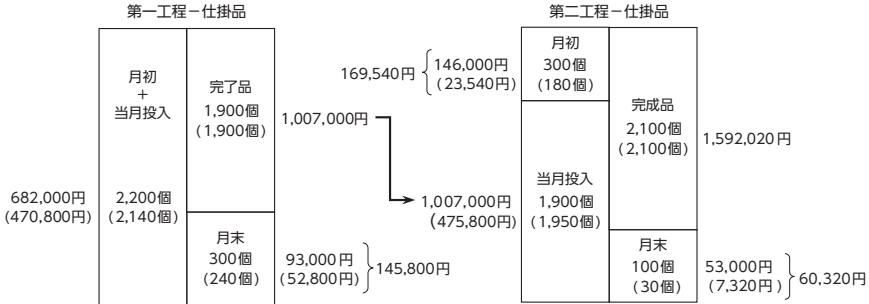 第一工程－仕掛品
月初
＋
当月投入
2,200個
(2,140個)
682,000円
(470,800円)
完了品
1,900個
(1,900個)
1,007,000円
月末
300個
(240個)
93,000円
(52,800円)
145,800円
第二工程－仕掛品
169,540円
146,000円
(23,540円)
月初
300個
(180個)
1,007,000円
(475,800円)
当月投入
1,900個
(1,950個)
完成品
2,100個
(2,100個)
1,592,020円
月末
100個
(30個)
53,000円
(7,320円)
60,320円